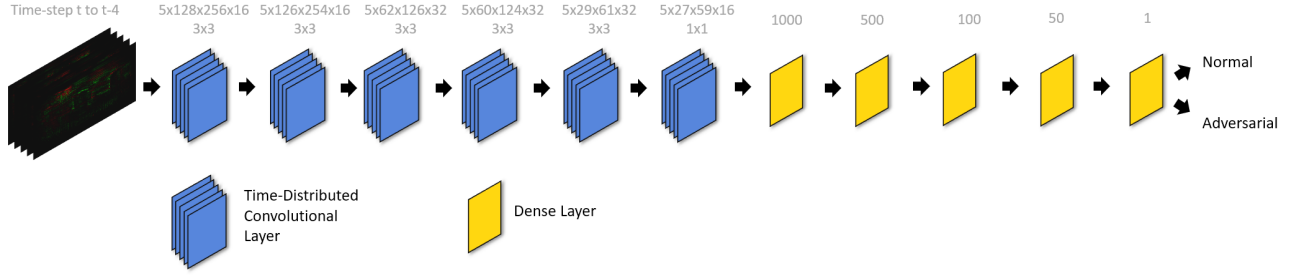 Time-step t to t-4
5x128x256x16
3x3
5x126x254x16
3x3
5x62x126x32
3x3
5x60x124x32
3x3
5x29x61x32
3x3
5x27x59x16
1x1
1000
500
100
50
1
Normal
Adversarial
Time-Distributed
Convolutional
Layer
Dense Layer